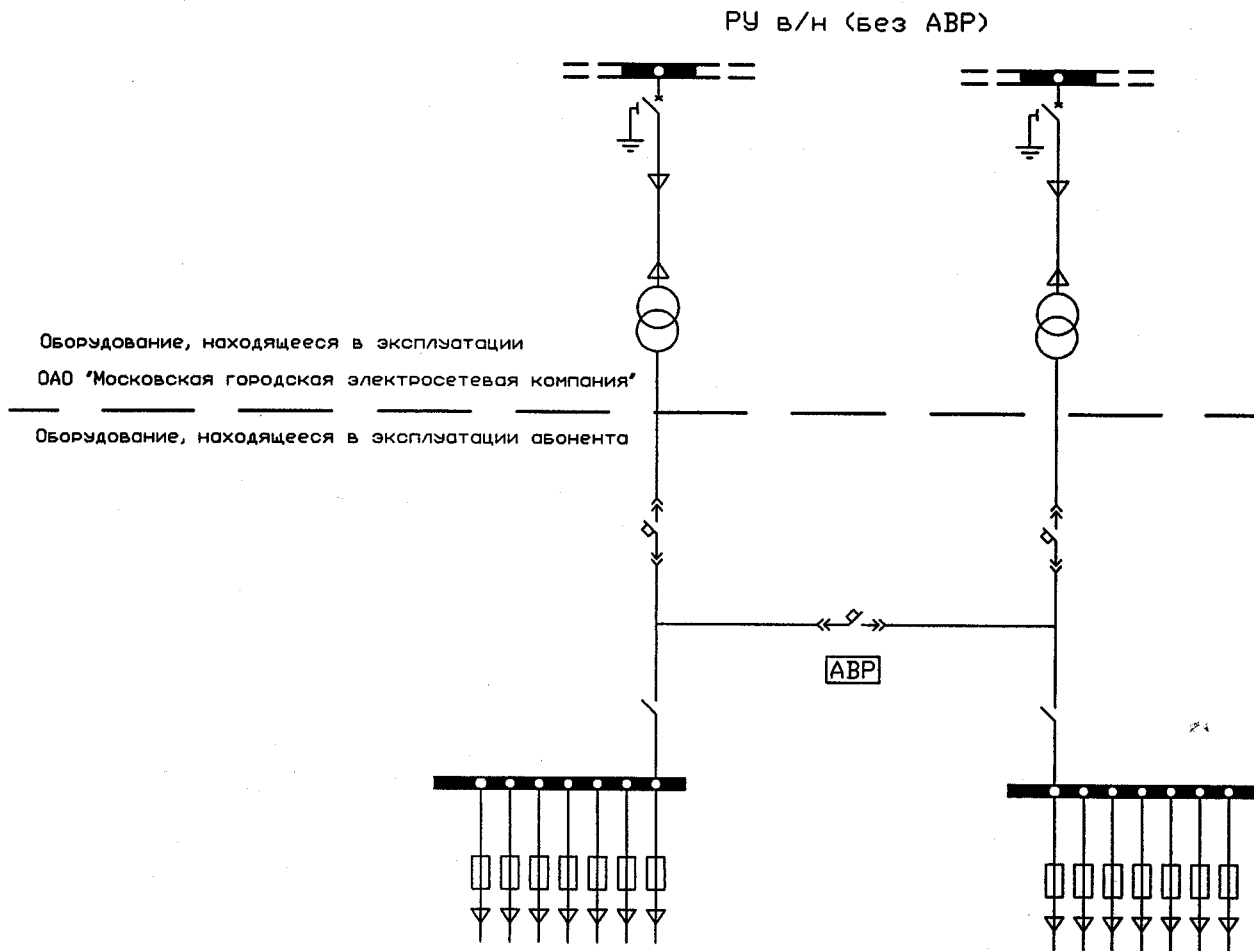 РУ в/н (без АВР)
Оборудование, находящееся в эксплуатации
ОАО "Московская городская электросетевая компания"
Оборудование, находящееся в эксплуатации абонента
АВР